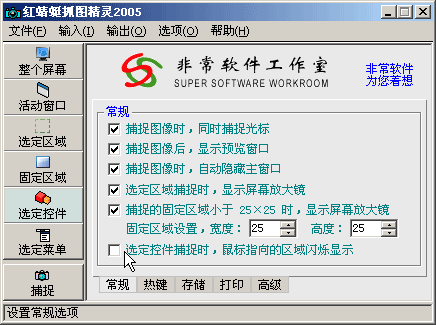 红蜻蜓抓图精灵2005
文件(F) 输入(I) 输出(O) 选项(O) 帮助(H)
整个屏幕
活动窗口
选定区域
固定区域
选定控件
选定菜单
捕捉
非常软件工作室
SUPER SOFTWARE WORKROOM
非常软件
为您着想
常规
捕捉图像时,同时捕捉光标
捕捉图像后,显示预览窗口
捕捉图像时,自动隐藏主窗口
选定区域捕捉时,显示屏幕放大镜
捕捉的固定区域小于 25×25 时,显示屏幕放大镜
固定区域设置,宽度: 25 高度: 25
选定控件捕捉时,鼠标指向的区域闪烁显示
常规 热键 存储 打印 高级
设置常规选项